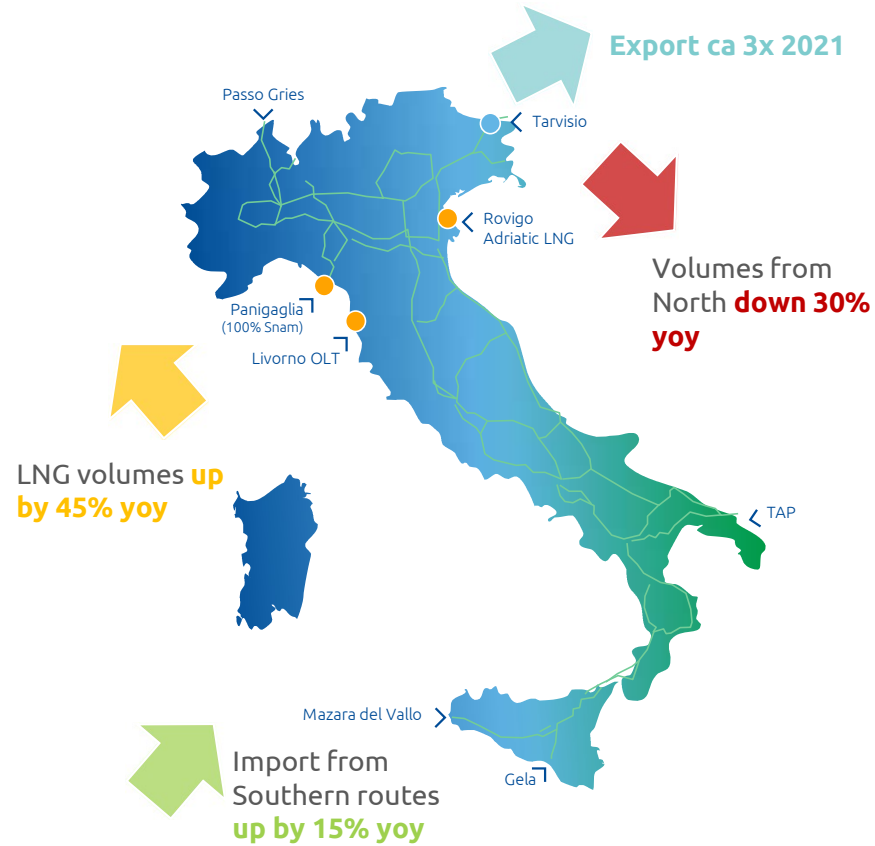 Export ca 3x 2021
Passo Gries
Tarvisio
Rovigo
Adriatic LNG
Volumes from
North down 30%
yoy
Panigaglia
(100% Snam)
Livorno OLT
LNG volumes up
by 45% yoy
TAP
Mazara del Vallo
Import from
Southern routes
up by 15% yoy
Gela